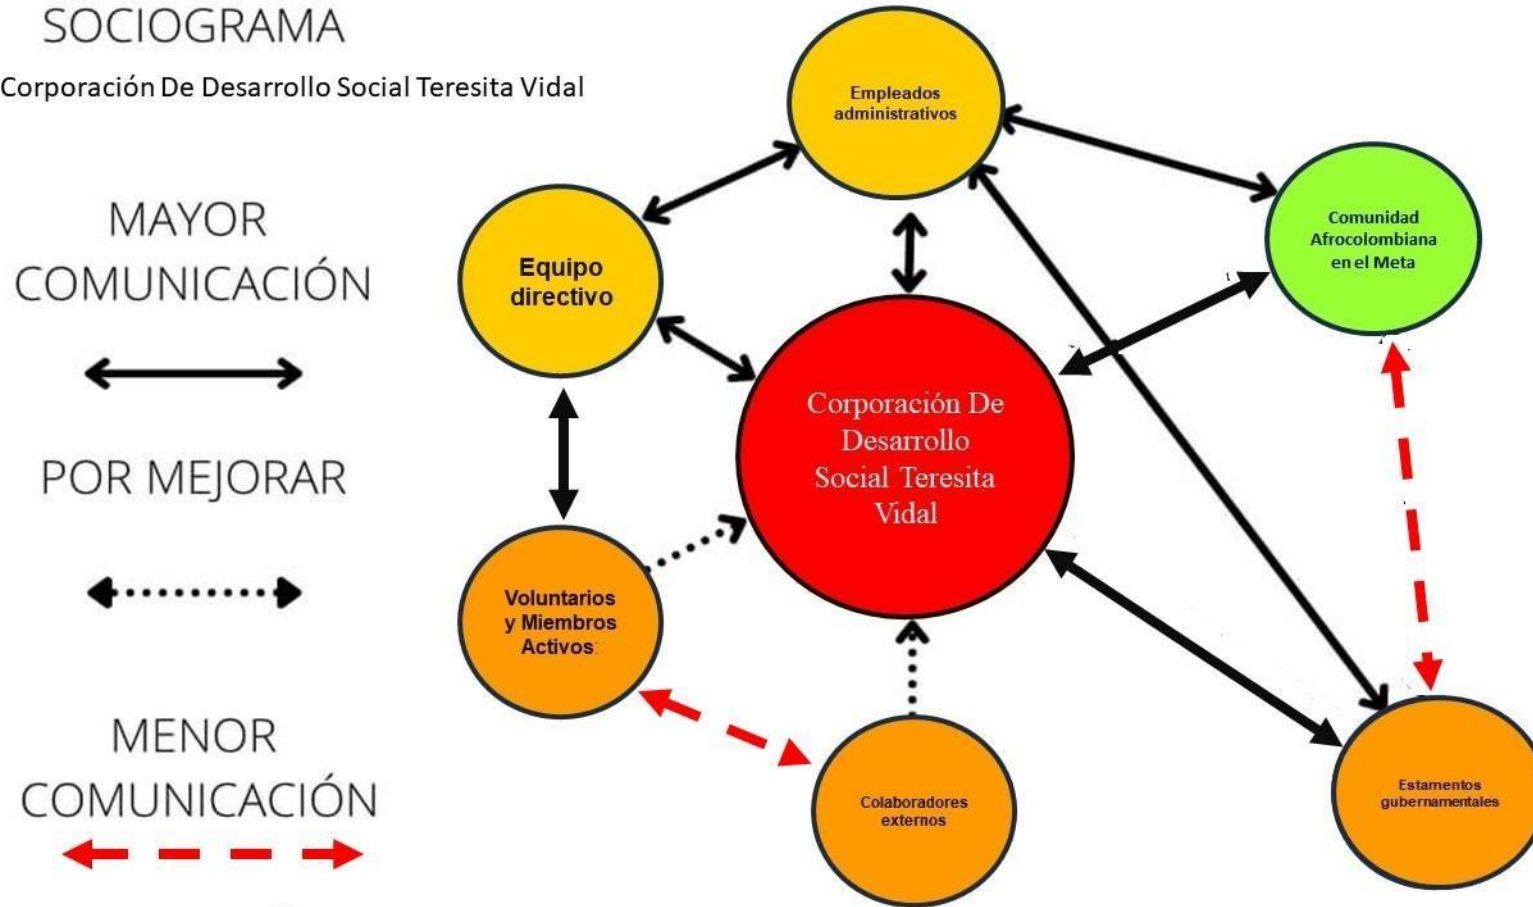 SOCIOGRAMA
Corporación De Desarrollo Social Teresita Vidal
MAYOR
COMUNICACIÓN
POR MEJORAR
MENOR
COMUNICACIÓN
Empleados
administrativos
Comunidad
Afrocolombiana
en el Meta
Equipo
directivo
Corporación De
Desarrollo
Social Teresita
Vidal
Voluntarios
y Miembros
Activos:
Colaboradores
externos
Estamentos
gubernamentales